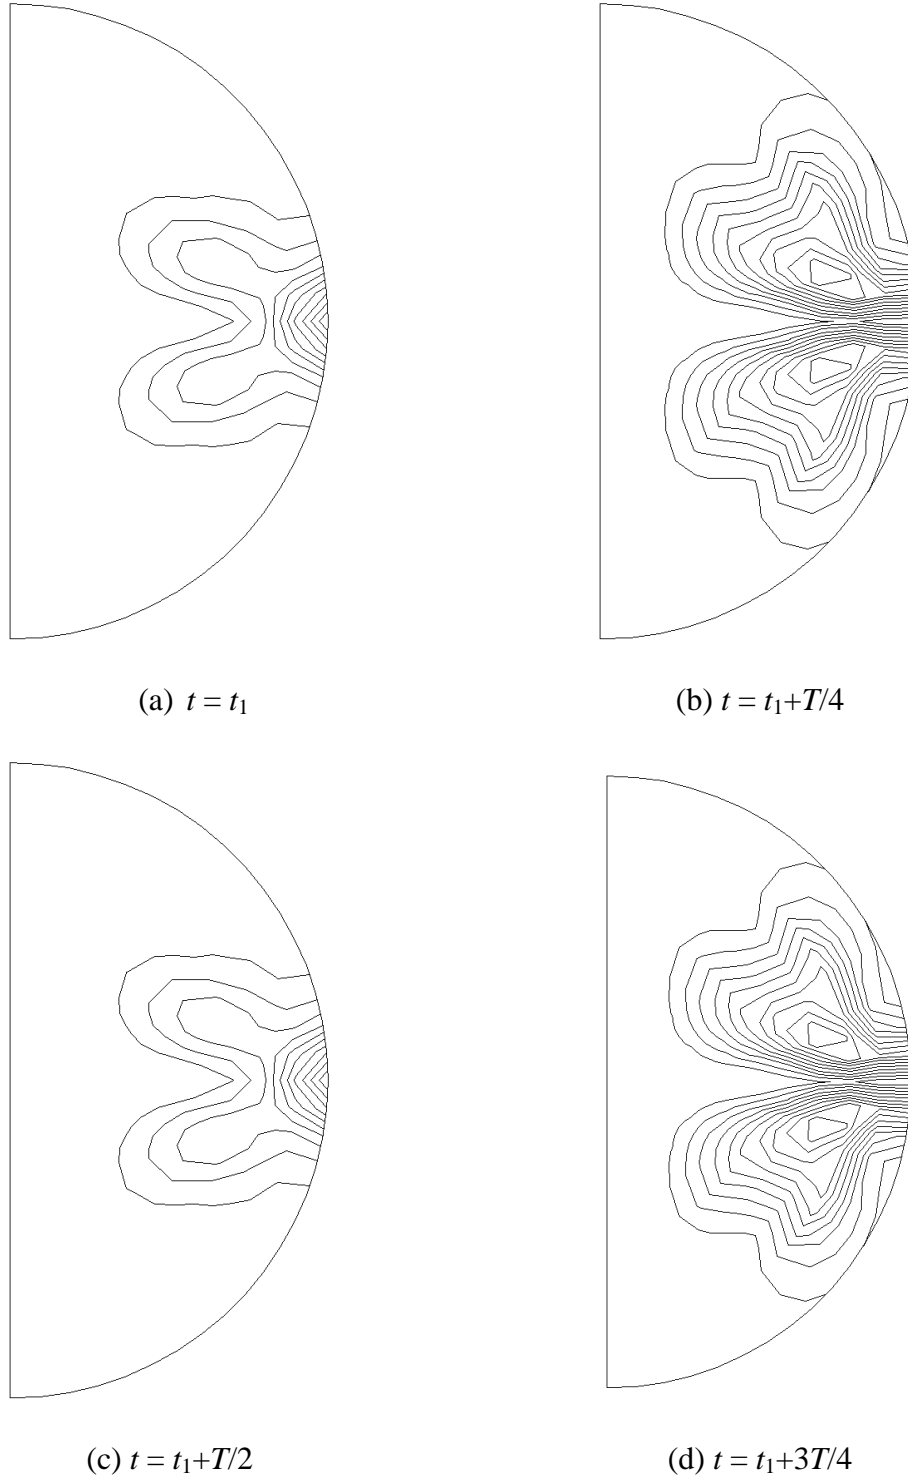 (a) t = t₁
(b) t = t₁+T/4
(c) t = t₁+T/2
(d) t = t₁+3T/4